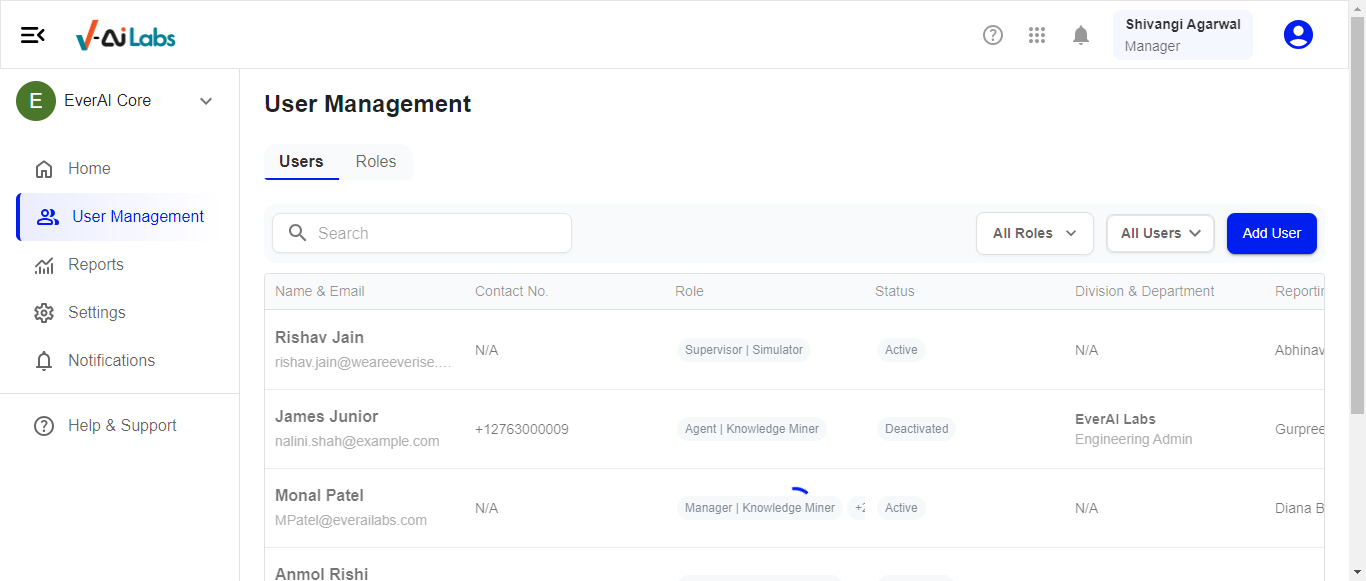 V-Ai Labs
Shivangi Agarwal
Manager
E
EverAI Core
Home
User Management
Reports
Settings
Notifications
Help & Support
User Management
Users Roles
Search
All Roles
All Users
Add User
Name & Email Contact No. Role Status Division & Department Reportin
Rishav Jain
rishav.jain@weareeverise.…
N/A
Supervisor | Simulator
Active
N/A
Abhinav
James Junior
nalini.shah@example.com
+12763000009
Agent | Knowledge Miner
Deactivated
EverAI Labs
Engineering Admin
Gurpree
Monal Patel
MPatel@everailabs.com
N/A
Manager | Knowledge Miner +2
Active
N/A
Diana B
Anmol Rishi